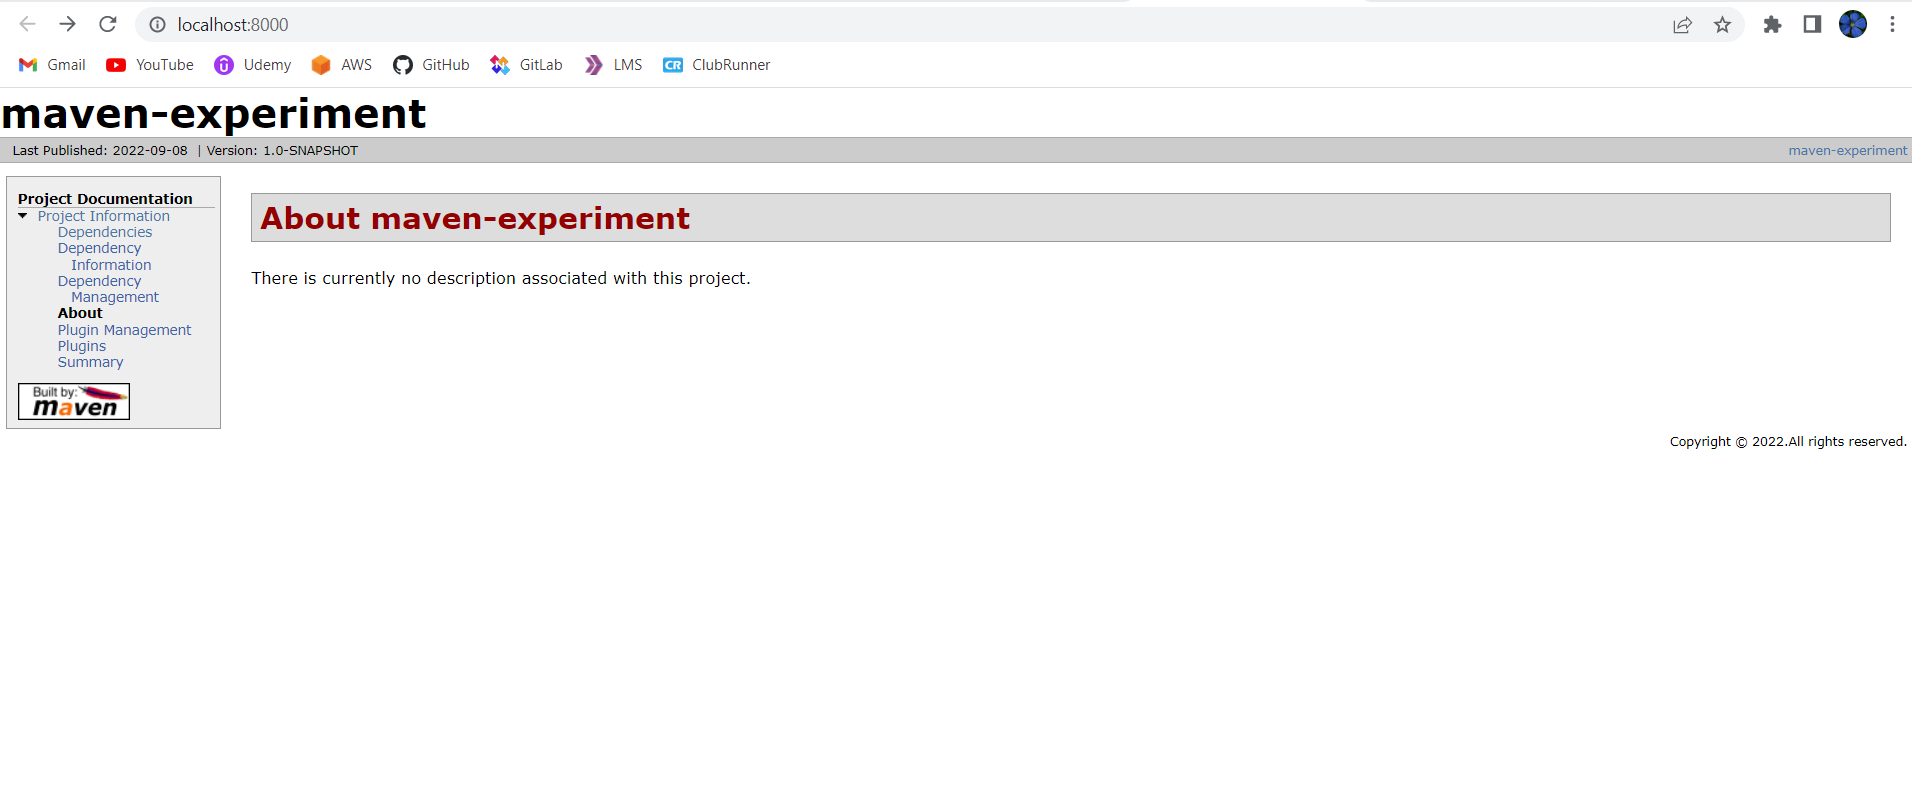 localhost:8000
Gmail YouTube Udemy AWS GitHub GitLab LMS CR ClubRunner
maven-experiment
Last Published: 2022-09-08 | Version: 1.0-SNAPSHOT maven-experiment
Project Documentation
Project Information
Dependencies
Dependency
Information
Dependency
Management
About
Plugin Management
Plugins
Summary
Built by:
maven
About maven-experiment
There is currently no description associated with this project.
Copyright © 2022.All rights reserved.